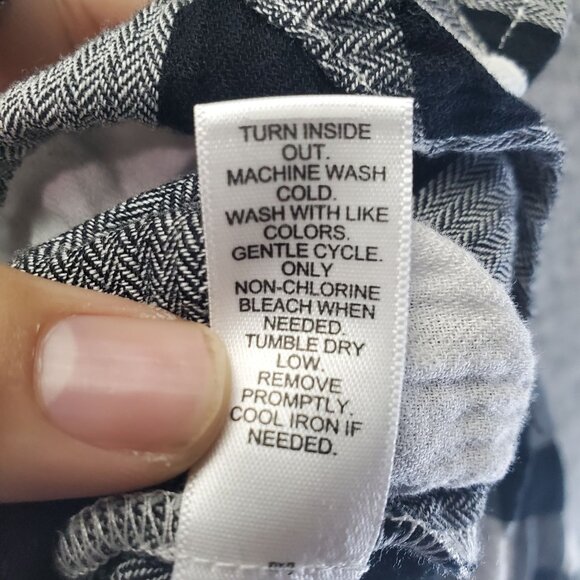 TURN INSIDE
OUT.
MACHINE WASH
COLD.
WASH WITH LIKE
COLORS.
GENTLE CYCLE.
ONLY
NON-CHLORINE
BLEACH WHEN
NEEDED.
TUMBLE DRY
LOW.
REMOVE
PROMPTLY.
COOL IRON IF
NEEDED.